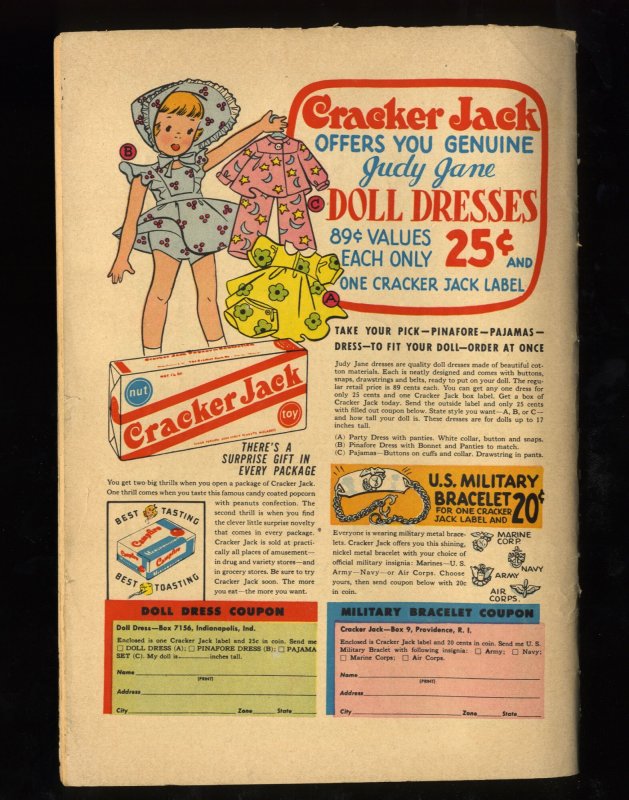 Cracker Jack
OFFERS YOU GENUINE
Judy Jane
DOLL DRESSES
89¢ VALUES
EACH ONLY 25¢ AND
ONE CRACKER JACK LABEL
B
C
A
TAKE YOUR PICK—PINAFORE—PAJAMAS—
DRESS—TO FIT YOUR DOLL—ORDER AT ONCE
Judy Jane dresses are quality doll dresses made of beautiful cot-
ton materials. Each is neatly designed and comes with buttons,
snaps, drawstrings and belts, ready to put on your doll. The regu-
lar retail price is 89 cents each. You can get any one dress for
only 25 cents and one Cracker Jack box label. Get a box of
Cracker Jack today. Send the outside label and only 25 cents
with filled out coupon below. State style you want—A, B, or C—
and how tall your doll is. These dresses are for dolls up to 17
inches tall.
(A) Party Dress with panties. White collar, button and snaps.
(B) Pinafore Dress with Bonnet and Panties to match.
(C) Pajamas—Buttons on cuffs and collar. Drawstring in pants.
nut
Cracker Jack
toy
THERE'S A
SURPRISE GIFT IN
EVERY PACKAGE
You get two big thrills when you open a package of Cracker Jack.
One thrill comes when you taste this famous candy coated popcorn
with peanuts confection. The
second thrill is when you find
the clever little surprise novelty
that comes in every package.
Cracker Jack is sold at practi-
cally all places of amusement—
in drug and variety stores—and
in grocery stores. Be sure to try
Cracker Jack soon. The more
you eat—the more you want.
BEST TASTING
Campfire
Campfire
BEST TOASTING
U.S. MILITARY
BRACELET
FOR ONE CRACKER
JACK LABEL AND 20¢
Everyone is wearing military metal brace-
lets. Cracker Jack offers you this shining,
nickel metal bracelet with your choice of
official military insignia: Marines—U. S.
Army—Navy—or Air Corps. Choose
yours, then send coupon below with 20c
in coin.
MARINE
CORP.
NAVY
ARMY
AIR
CORPS.
DOLL DRESS COUPON
Doll Dress—Box 7156, Indianapolis, Ind.
Enclosed is one Cracker Jack label and 25c in coin. Send me
☐ DOLL DRESS (A); ☐ PINAFORE DRESS (B); ☐ PAJAMA
SET (C). My doll is inches tall.
Name
(PRINT)
Address
City Zone State
MILITARY BRACELET COUPON
Cracker Jack—Box 9, Providence, R. I.
Enclosed is Cracker Jack label and 20 cents in coin. Send me U. S.
Military Braclet with following insignia: ☐ Army; ☐ Navy;
☐ Marine Corps; ☐ Air Corps.
Name
(PRINT)
Address
City Zone State